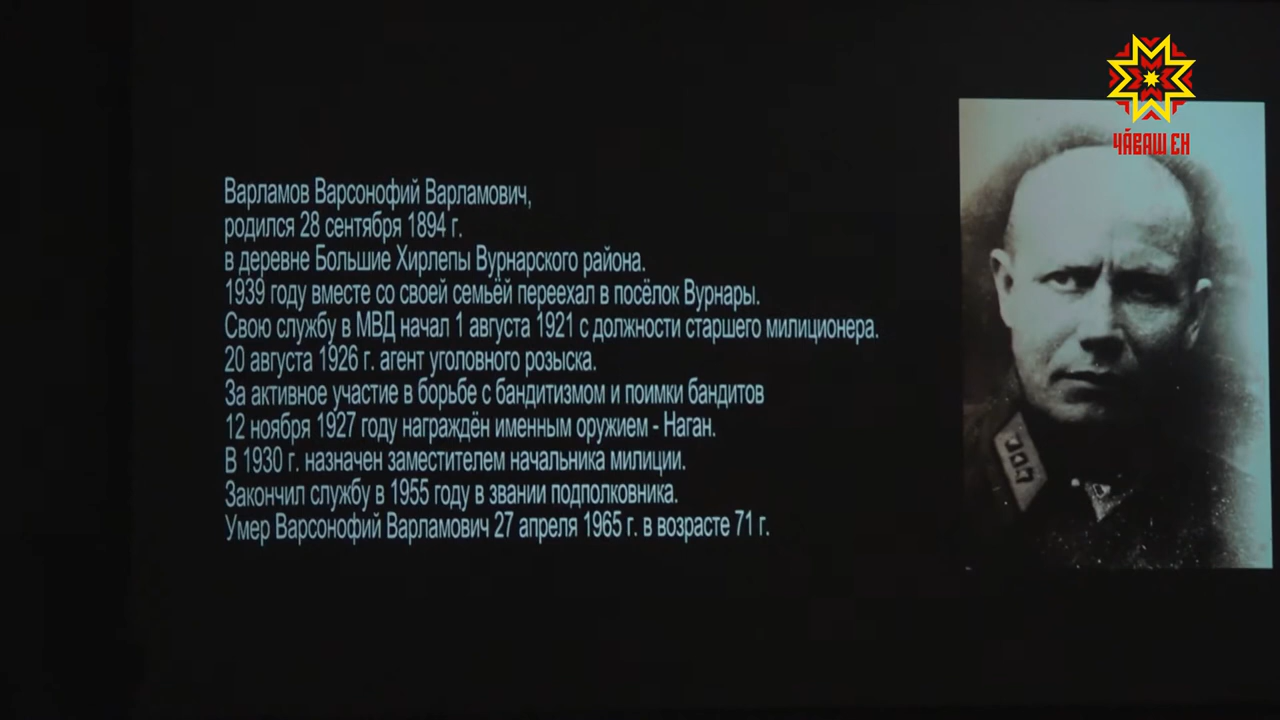 ЧӐВАШ ЕН
Варламов Варсонофий Варламович,
родился 28 сентября 1894 г.
в деревне Большие Хирлепы Вурнарского района.
1939 году вместе со своей семьёй переехал в посёлок Вурнары.
Свою службу в МВД начал 1 августа 1921 с должности старшего милиционера.
20 августа 1926 г. агент уголовного розыска.
За активное участие в борьбе с бандитизмом и поимки бандитов
12 ноября 1927 году награждён именным оружием - Наган.
В 1930 г. назначен заместителем начальника милиции.
Закончил службу в 1955 году в звании подполковника.
Умер Варсонофий Варламович 27 апреля 1965 г. в возрасте 71 г.